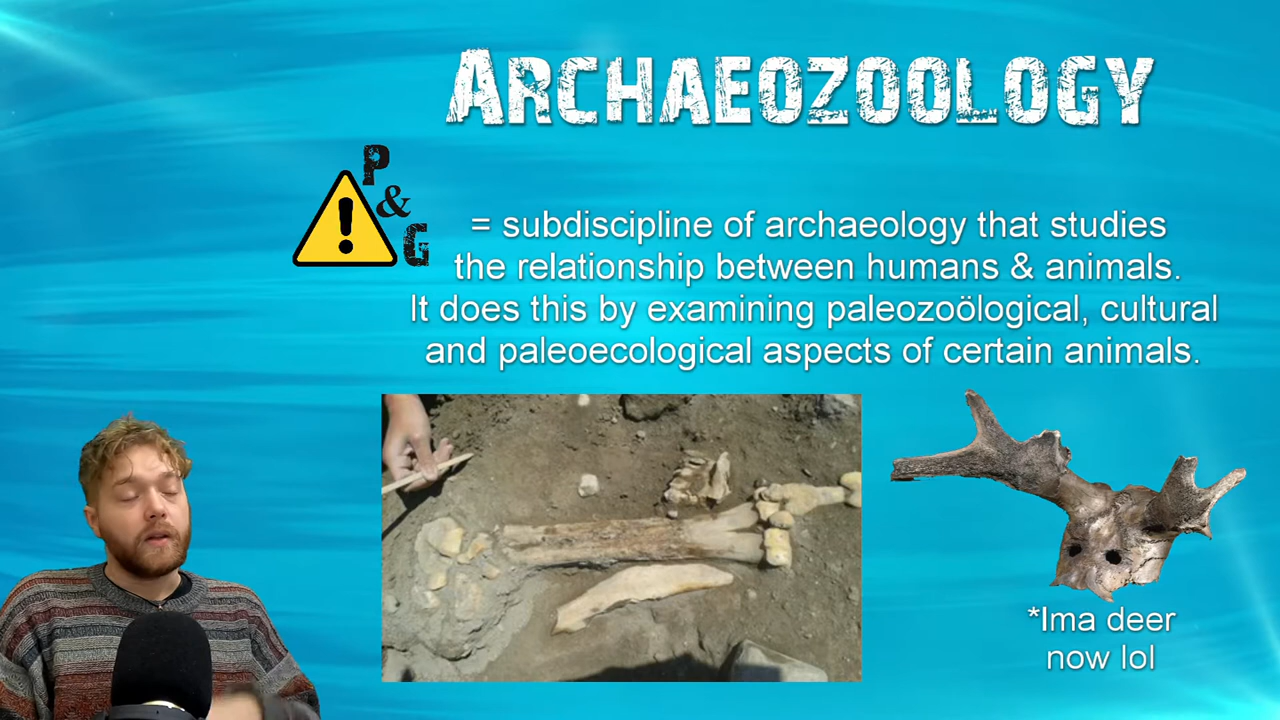 ARCHAEOZOOLOGY
P
&
G
= subdiscipline of archaeology that studies
the relationship between humans & animals.
It does this by examining paleozoölogical, cultural
and paleoecological aspects of certain animals.
*Ima deer
now lol